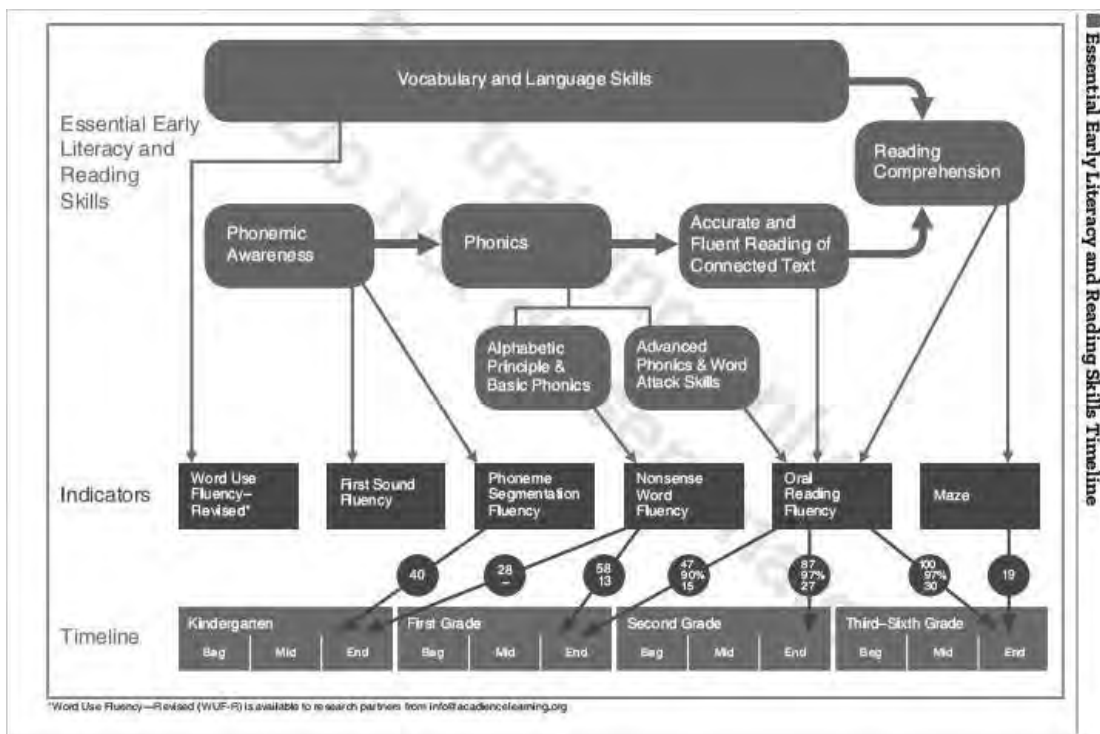 Essential Early Literacy and Reading Skills Timeline
Vocabulary and Language Skills
Essential Early
Literacy and
Reading
Skills
Reading
Comprehension
Phonemic
Awareness
Phonics
Accurate and
Fluent Reading of
Connected Text
Alphabetic
Principle &
Basic Phonics
Advanced
Phonics & Word
Attack Skills
Indicators
Word Use
Fluency–
Revised*
First Sound
Fluency
Phoneme
Segmentation
Fluency
Nonsense
Word
Fluency
Oral
Reading
Fluency
Maze
40
28
–
58
13
47
90%
15
87
97%
27
100
97%
30
19
Timeline
Kindergarten
Beg Mid End
First Grade
Beg Mid End
Second Grade
Beg Mid End
Third–Sixth Grade
Beg Mid End
*Word Use Fluency—Revised (WUF-R) is available to research partners from info@acadiencelearning.org